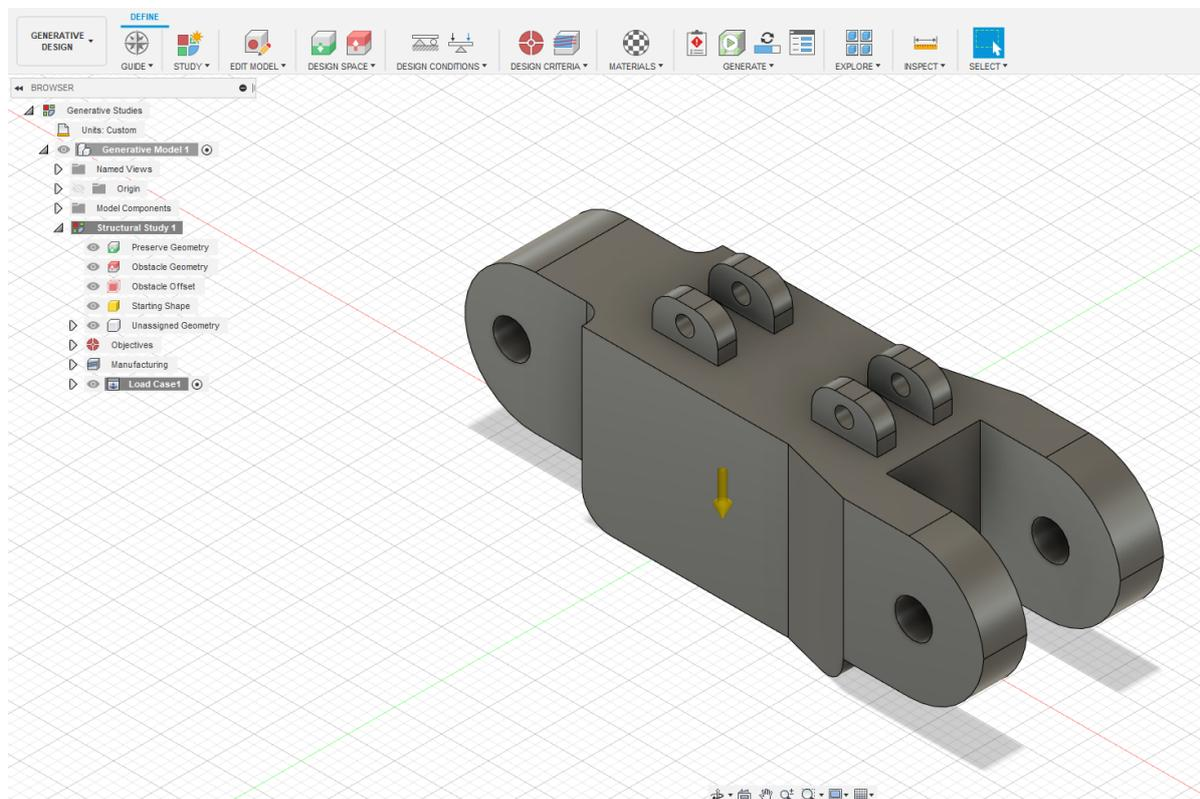 DEFINE
GENERATIVE
DESIGN
GUIDE STUDY EDIT MODEL DESIGN SPACE DESIGN CONDITIONS DESIGN CRITERIA MATERIALS GENERATE EXPLORE INSPECT SELECT
BROWSER
Generative Studies
Units: Custom
Generative Model 1
Named Views
Origin
Model Components
Structural Study 1
Preserve Geometry
Obstacle Geometry
Obstacle Offset
Starting Shape
Unassigned Geometry
Objectives
Manufacturing
Load Case1